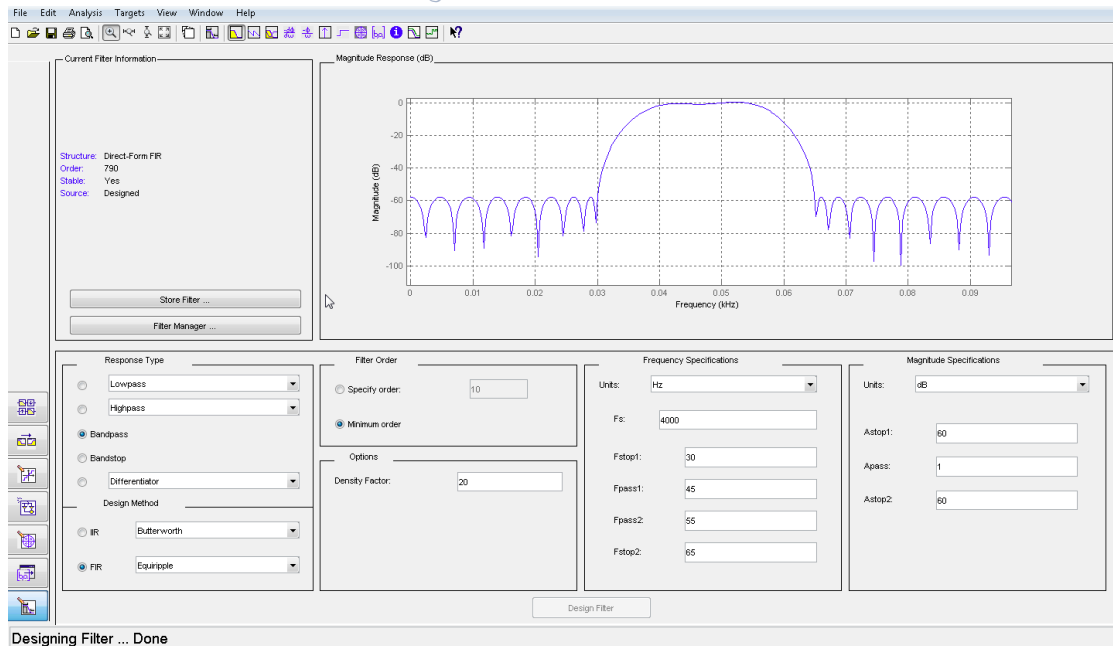 File Edit Analysis Targets View Window Help
Current Filter Information
Structure: Direct-Form FIR
Order: 790
Stable: Yes
Source: Designed
Store Filter ...
Filter Manager ...
Magnitude Response (dB)
Magnitude (dB)
0
-20
-40
-60
-80
-100
0 0.01 0.02 0.03 0.04 0.05 0.06 0.07 0.08 0.09
Frequency (kHz)
Response Type
Lowpass
Highpass
Bandpass
Bandstop
Differentiator
Design Method
IIR Butterworth
FIR Equiripple
Filter Order
Specify order: 10
Minimum order
Options
Density Factor: 20
Frequency Specifications
Units: Hz
Fs: 4000
Fstop1: 30
Fpass1: 45
Fpass2: 55
Fstop2: 65
Magnitude Specifications
Units: dB
Astop1: 60
Apass: 1
Astop2: 60
Design Filter
Designing Filter ... Done